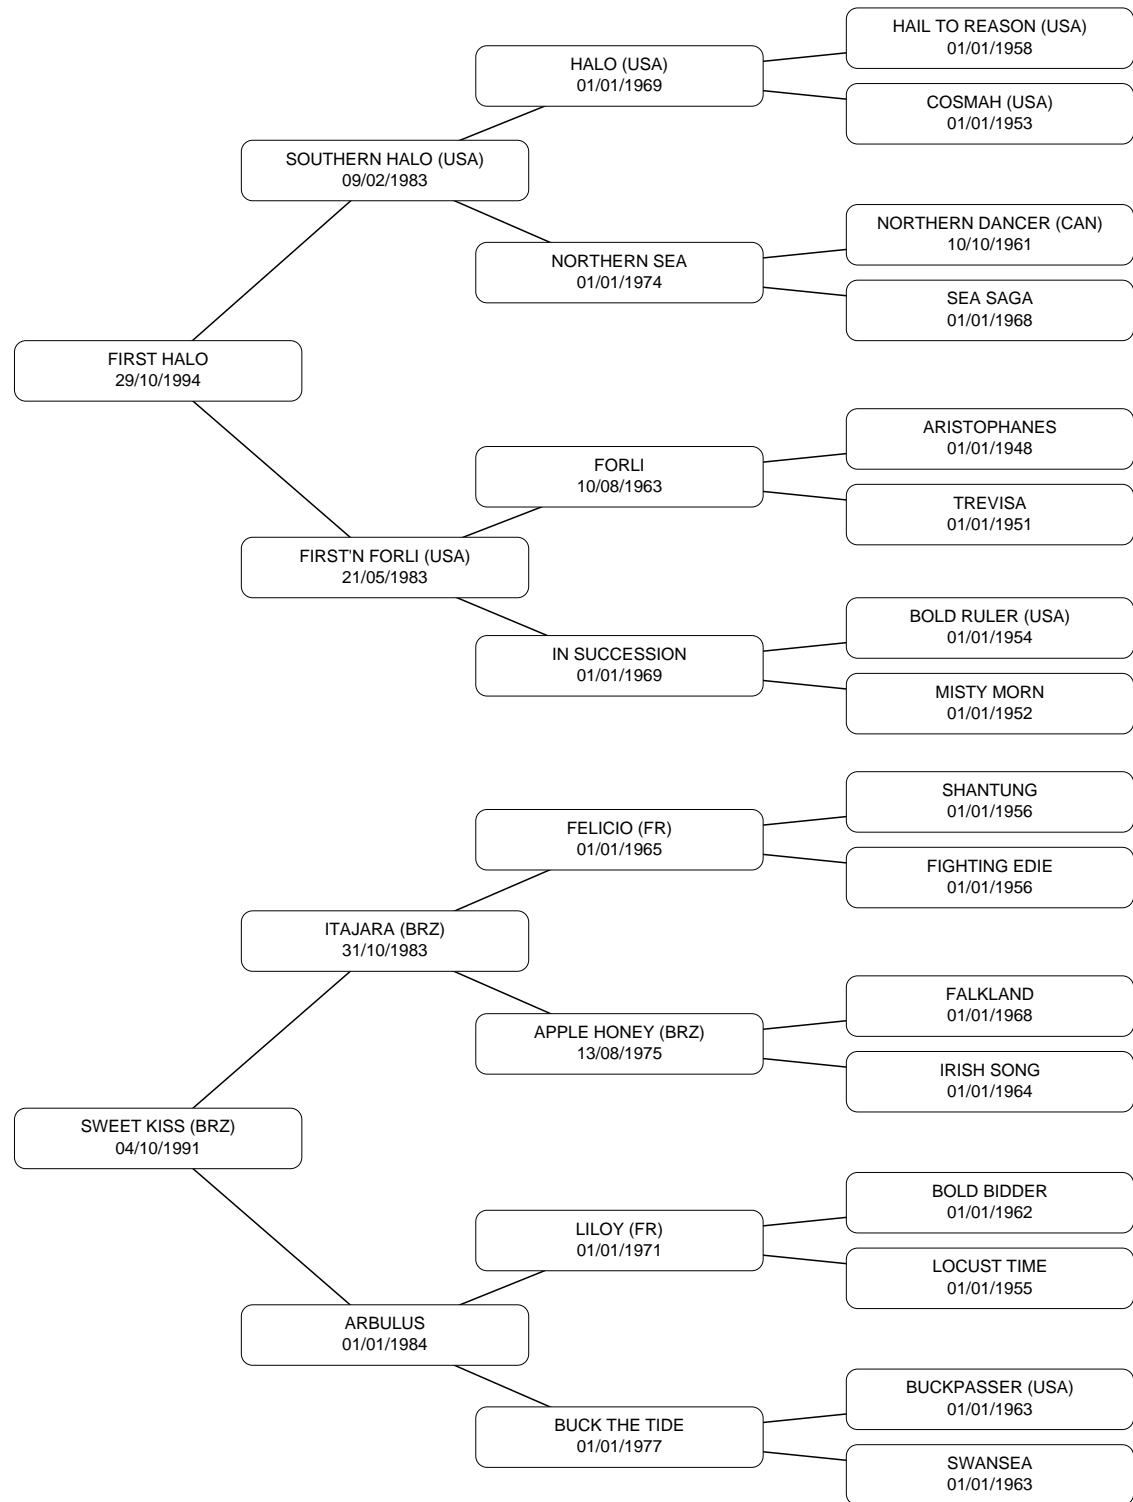 HAIL TO REASON (USA)
01/01/1958
HALO (USA)
01/01/1969
COSMAH (USA)
01/01/1953
SOUTHERN HALO (USA)
09/02/1983
NORTHERN DANCER (CAN)
10/10/1961
NORTHERN SEA
01/01/1974
SEA SAGA
01/01/1968
FIRST HALO
29/10/1994
ARISTOPHANES
01/01/1948
FORLI
10/08/1963
TREVISA
01/01/1951
FIRST'N FORLI (USA)
21/05/1983
BOLD RULER (USA)
01/01/1954
IN SUCCESSION
01/01/1969
MISTY MORN
01/01/1952
SHANTUNG
01/01/1956
FELICIO (FR)
01/01/1965
FIGHTING EDIE
01/01/1956
ITAJARA (BRZ)
31/10/1983
FALKLAND
01/01/1968
APPLE HONEY (BRZ)
13/08/1975
IRISH SONG
01/01/1964
SWEET KISS (BRZ)
04/10/1991
BOLD BIDDER
01/01/1962
LILOY (FR)
01/01/1971
LOCUST TIME
01/01/1955
ARBULUS
01/01/1984
BUCKPASSER (USA)
01/01/1963
BUCK THE TIDE
01/01/1977
SWANSEA
01/01/1963